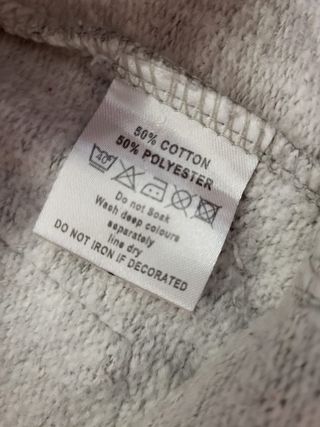 50% COTTON
50% POLYESTER
40°
Do not Soak
Wash deep colours
separately
line dry
DO NOT IRON IF DECORATED